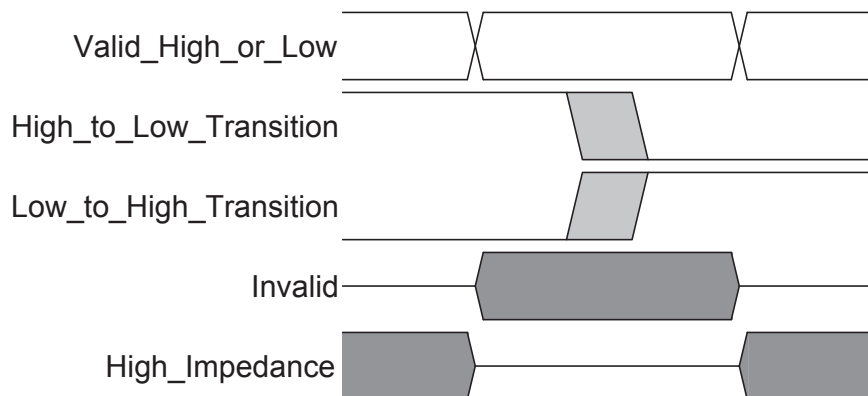 Valid_High_or_Low
High_to_Low_Transition
Low_to_High_Transition
Invalid
High_Impedance